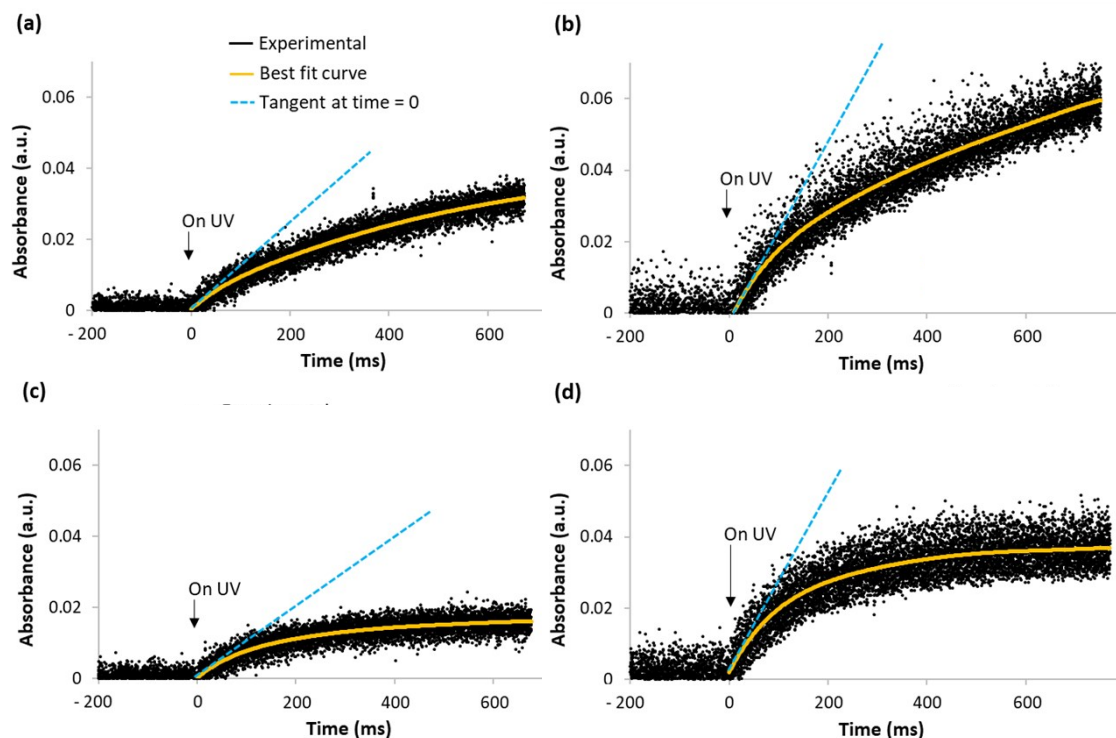 (a)
Experimental
Best fit curve
Tangent at time = 0
0.06
0.04
0.02
0
On UV
Absorbance (a.u.)
- 200
0
200
400
600
Time (ms)
(b)
0.06
0.04
0.02
0
On UV
Absorbance (a.u.)
- 200
0
200
400
600
Time (ms)
(c)
0.06
0.04
0.02
0
On UV
Absorbance (a.u.)
- 200
0
200
400
600
Time (ms)
(d)
0.06
0.04
0.02
0
On UV
Absorbance (a.u.)
- 200
0
200
400
600
Time (ms)